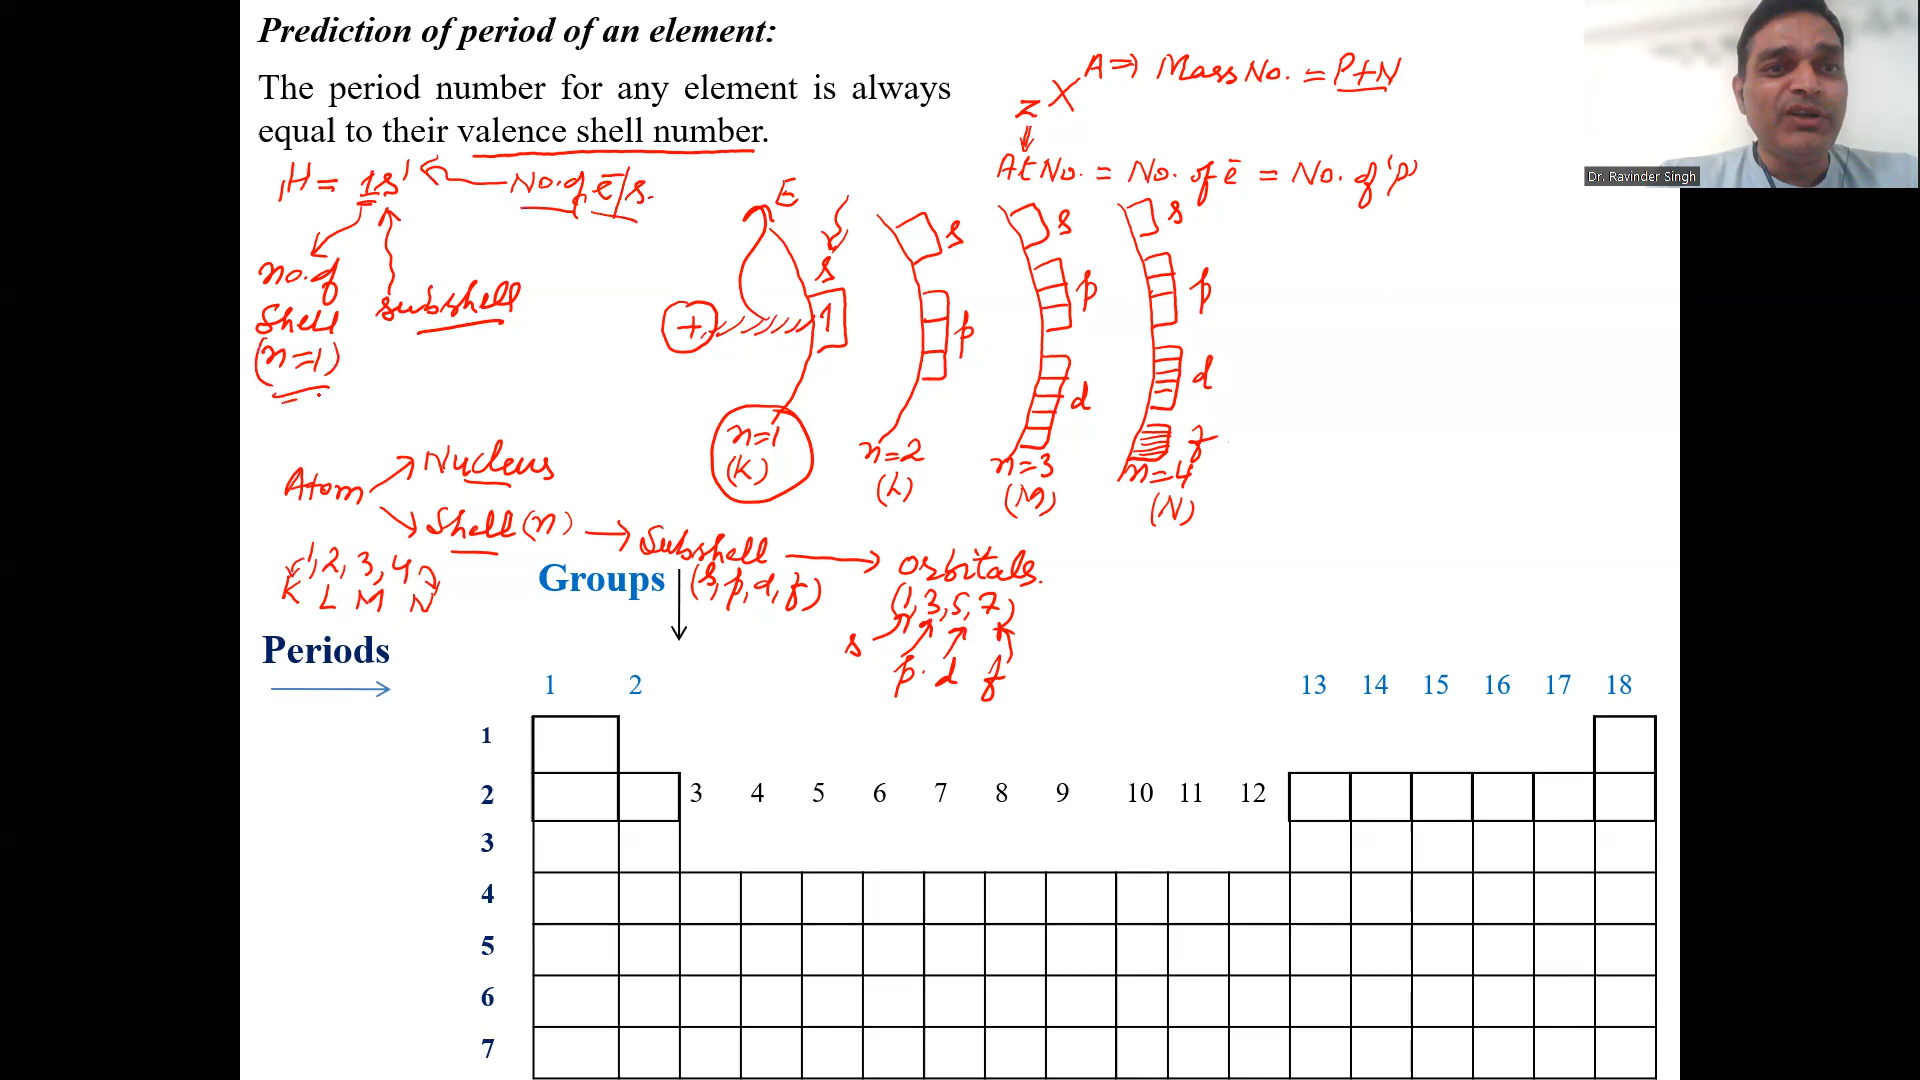 Prediction of period of an element:
The period number for any element is always
equal to their valence shell number.
zXA ⇒ Mass No. = P+N
At No. = No. of ē = No. of 'p'
1H = 1s1 ← No. of ē/s.
no. of
Shell
(n=1)
subshell
E
+
s
1
n=1
(K)
s
p
n=2
(L)
s
p
d
n=3
(M)
s
p
d
f
n=4
(N)
Atom → Nucleus
→ Shell (n) → Subshell → orbitals.
(s, p, d, f)
(1, 3, 5, 7)
s p d f
1, 2, 3, 4
K L M N
Groups
Periods
1 2 13 14 15 16 17 18
1
2 3 4 5 6 7 8 9 10 11 12
3
4
5
6
7
Dr. Ravinder Singh